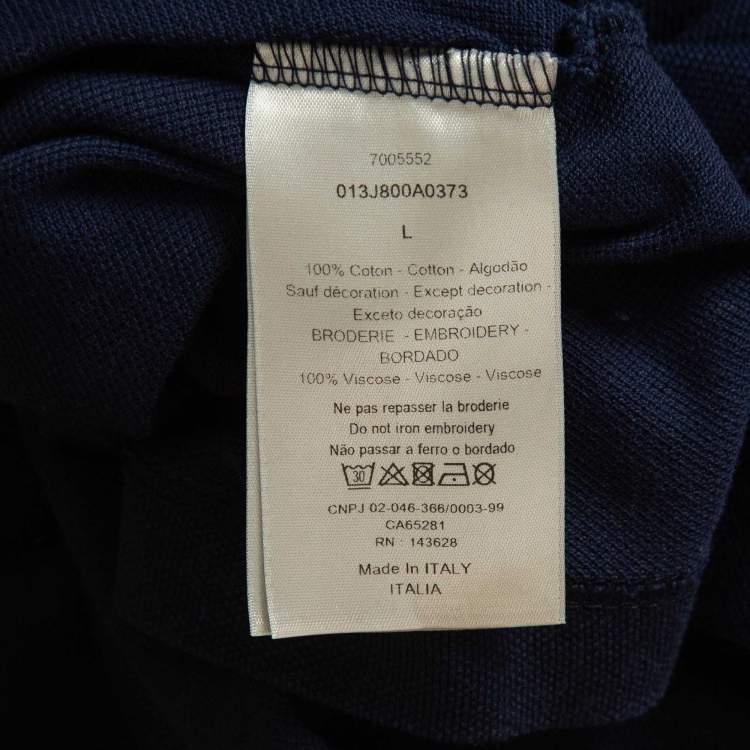 7005552
013J800A0373
L
100% Coton - Cotton - Algodão
Sauf décoration - Except decoration -
Exceto decoração
BRODERIE - EMBROIDERY -
BORDADO
100% Viscose - Viscose - Viscose
Ne pas repasser la broderie
Do not iron embroidery
Não passar a ferro o bordado
30
CNPJ 02-046-366/0003-99
CA65281
RN : 143628
Made In ITALY
ITALIA